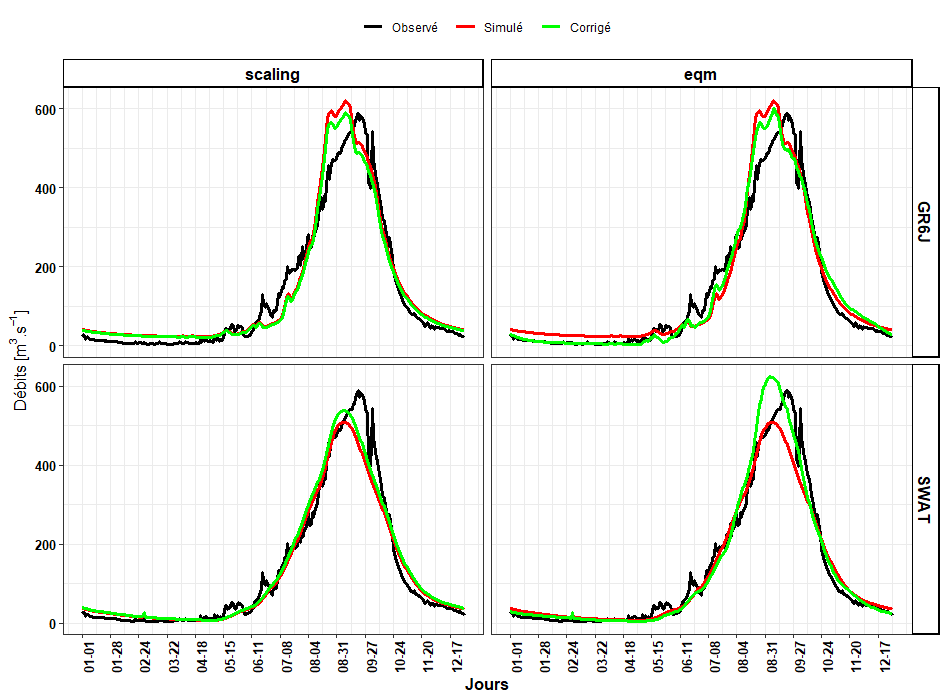 Observé Simulé Corrigé
scaling eqm
600
400
200
0
GR6J
600
400
200
0
SWAT
Débits [m³.s⁻¹]
01-01 01-28 02-24 03-22 04-18 05-15 06-11 07-08 08-04 08-31 09-27 10-24 11-20 12-17
01-01 01-28 02-24 03-22 04-18 05-15 06-11 07-08 08-04 08-31 09-27 10-24 11-20 12-17
Jours